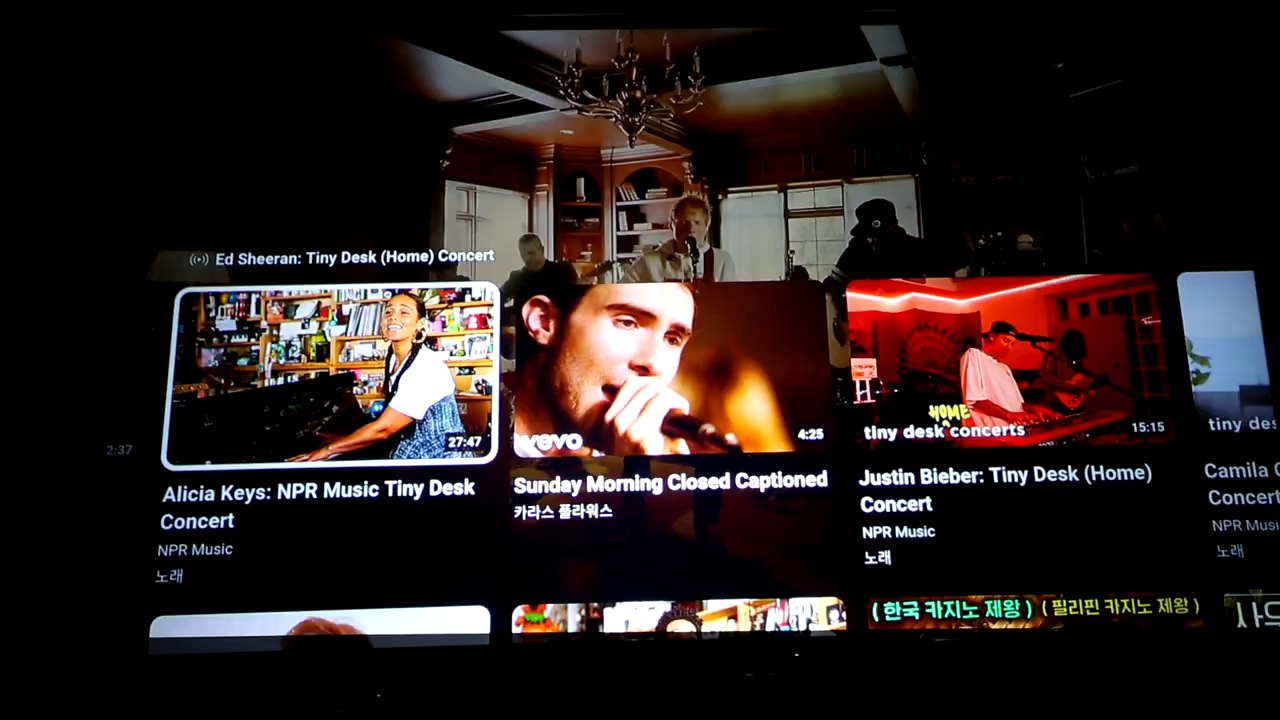 Ed Sheeran: Tiny Desk (Home) Concert
2:37
27:47
Alicia Keys: NPR Music Tiny Desk
Concert
NPR Music
노래
vevo
4:25
Sunday Morning Closed Captioned
카라스 플라워스
HOME
tiny desk concerts
15:15
Justin Bieber: Tiny Desk (Home)
Concert
NPR Music
노래
tiny des
Camila C
Concert
NPR Musi
노래
( 한국 카지노 제왕 ) ( 필리핀 카지노 제왕 )